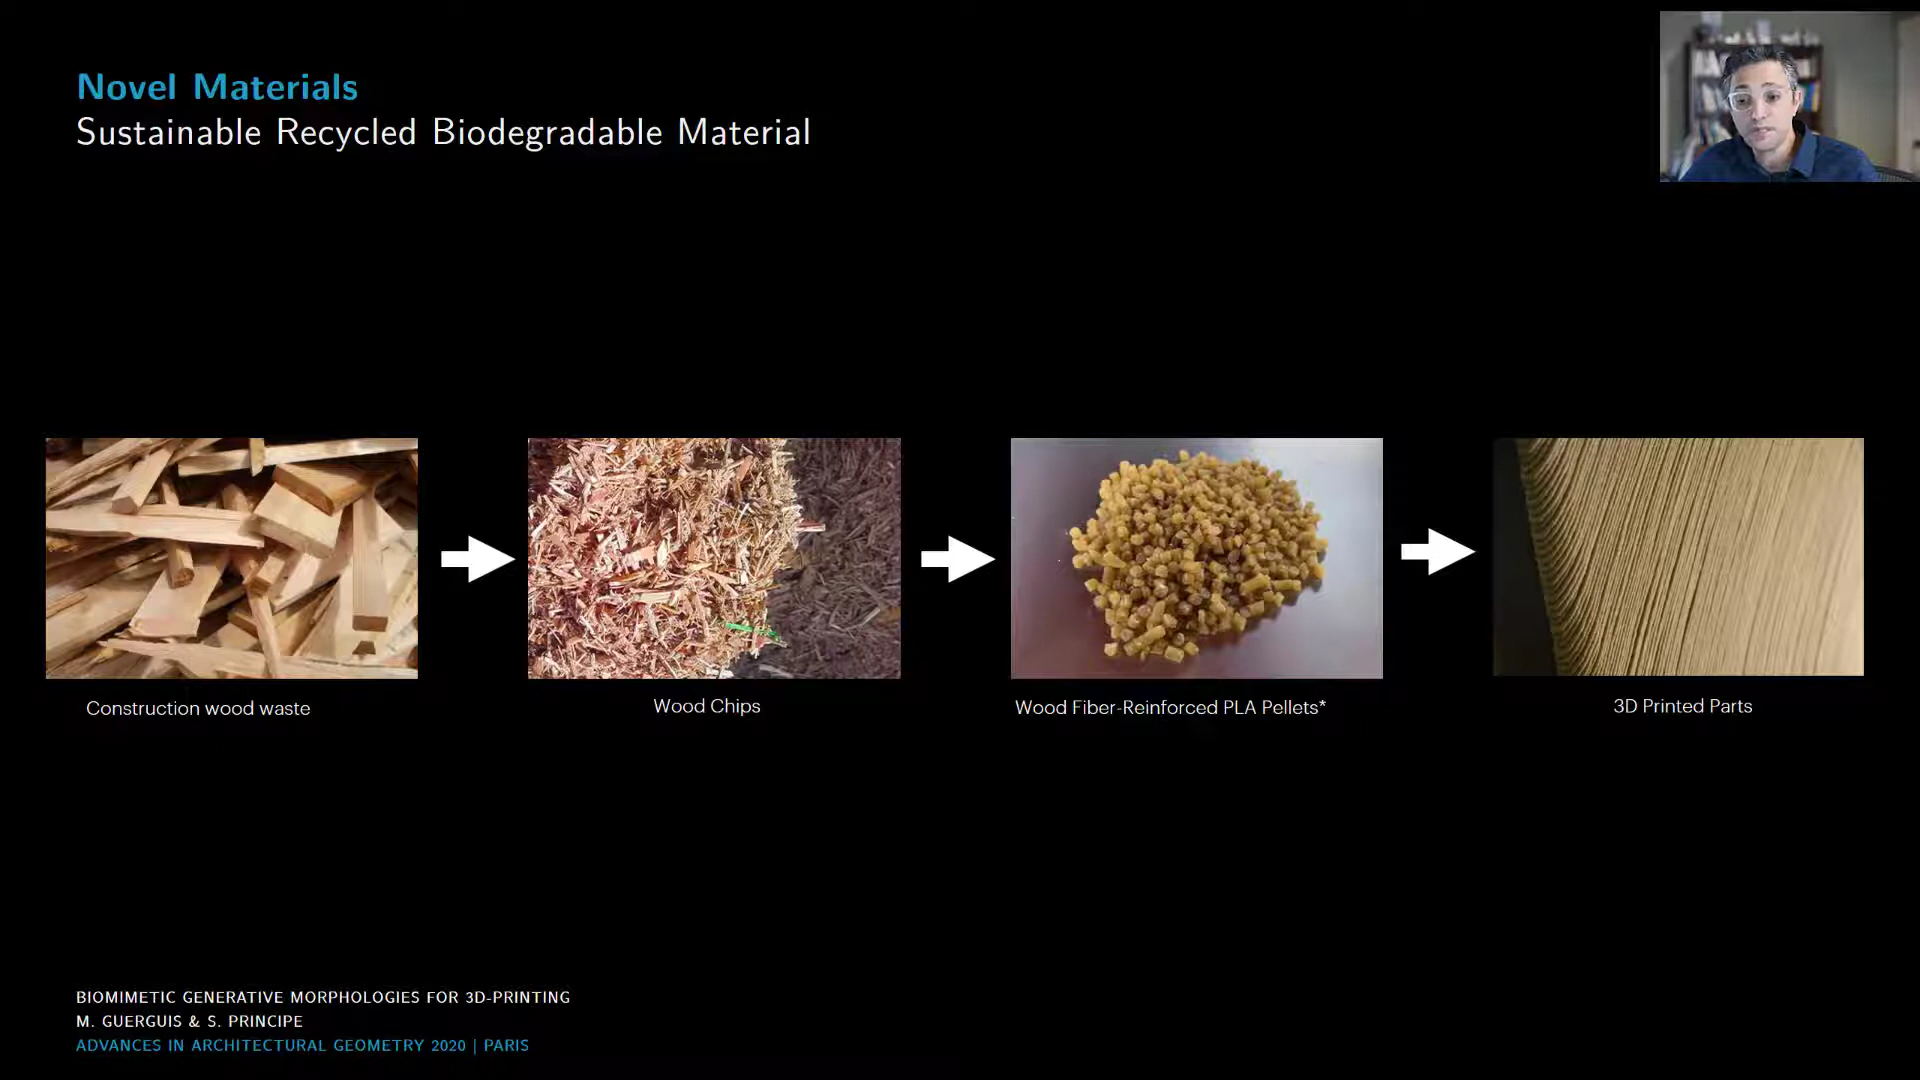 Novel Materials
Sustainable Recycled Biodegradable Material
Construction wood waste
Wood Chips
Wood Fiber-Reinforced PLA Pellets*
3D Printed Parts
BIOMIMETIC GENERATIVE MORPHOLOGIES FOR 3D-PRINTING
M. GUERGUIS & S. PRINCIPE
ADVANCES IN ARCHITECTURAL GEOMETRY 2020 | PARIS